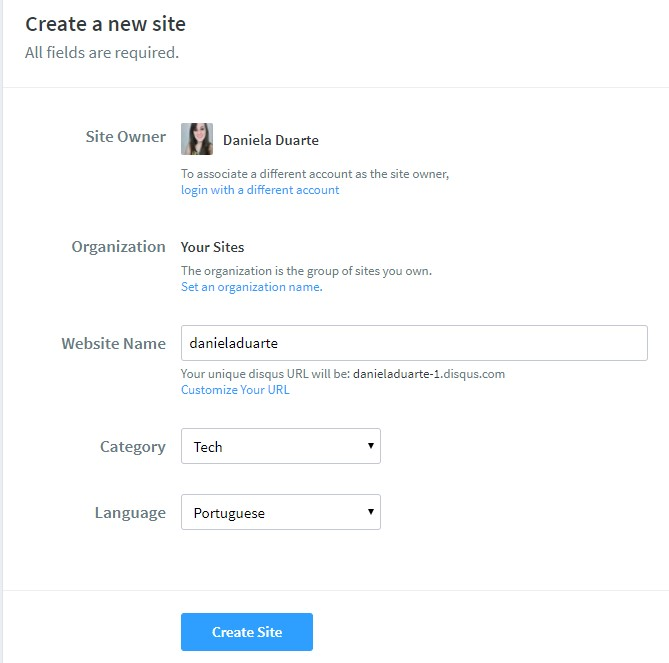 Create a new site
All fields are required.
Site Owner
Daniela Duarte
To associate a different account as the site owner,
login with a different account
Organization
Your Sites
The organization is the group of sites you own.
Set an organization name.
Website Name
danieladuarte
Your unique disqus URL will be: danieladuarte-1.disqus.com
Customize Your URL
Category
Tech
Language
Portuguese
Create Site